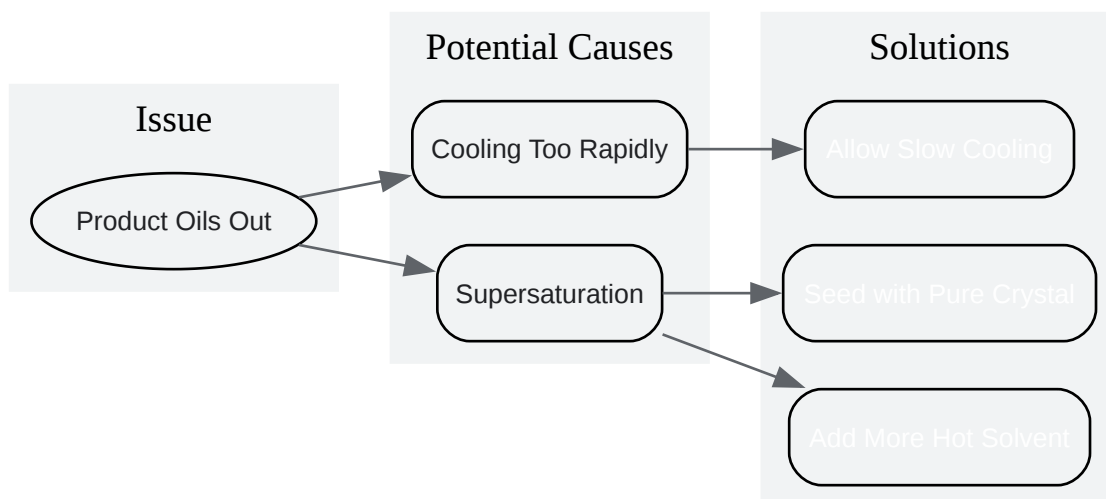 Issue
Product Oils Out
Potential Causes
Cooling Too Rapidly
Supersaturation
Solutions
Allow Slow Cooling
Seed with Pure Crystal
Add More Hot Solvent